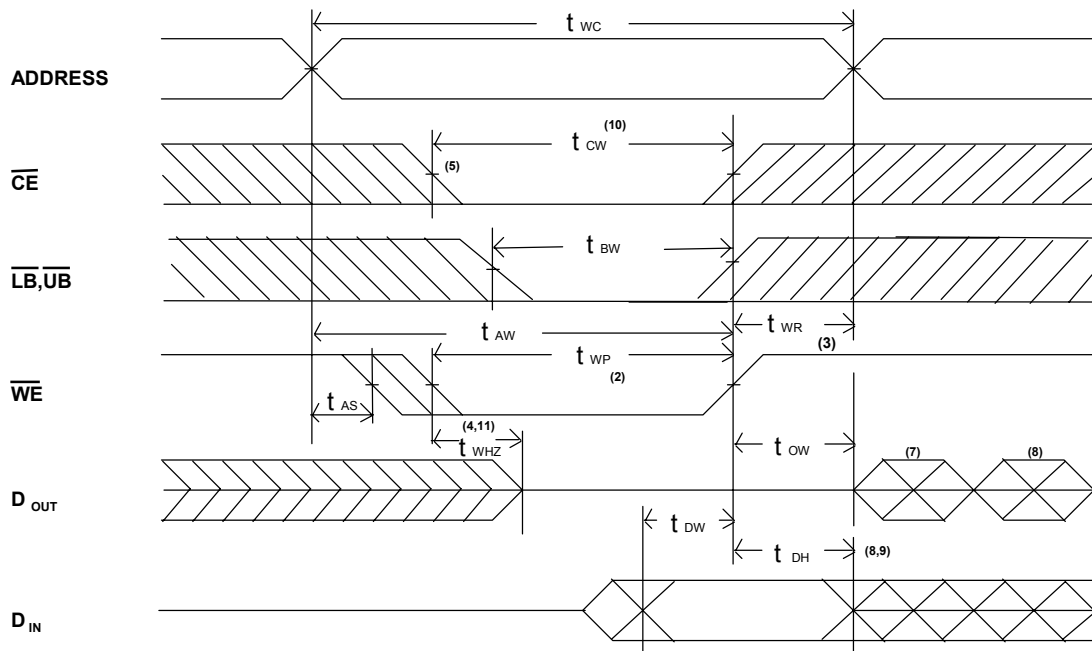 t WC
ADDRESS
t CW (10)
CE (5)
t BW
LB,UB
t AW t WR
t WP (3)
WE (2)
t AS
(4,11)
t WHZ t OW
(7) (8)
D OUT
t DW
t DH (8,9)
D IN